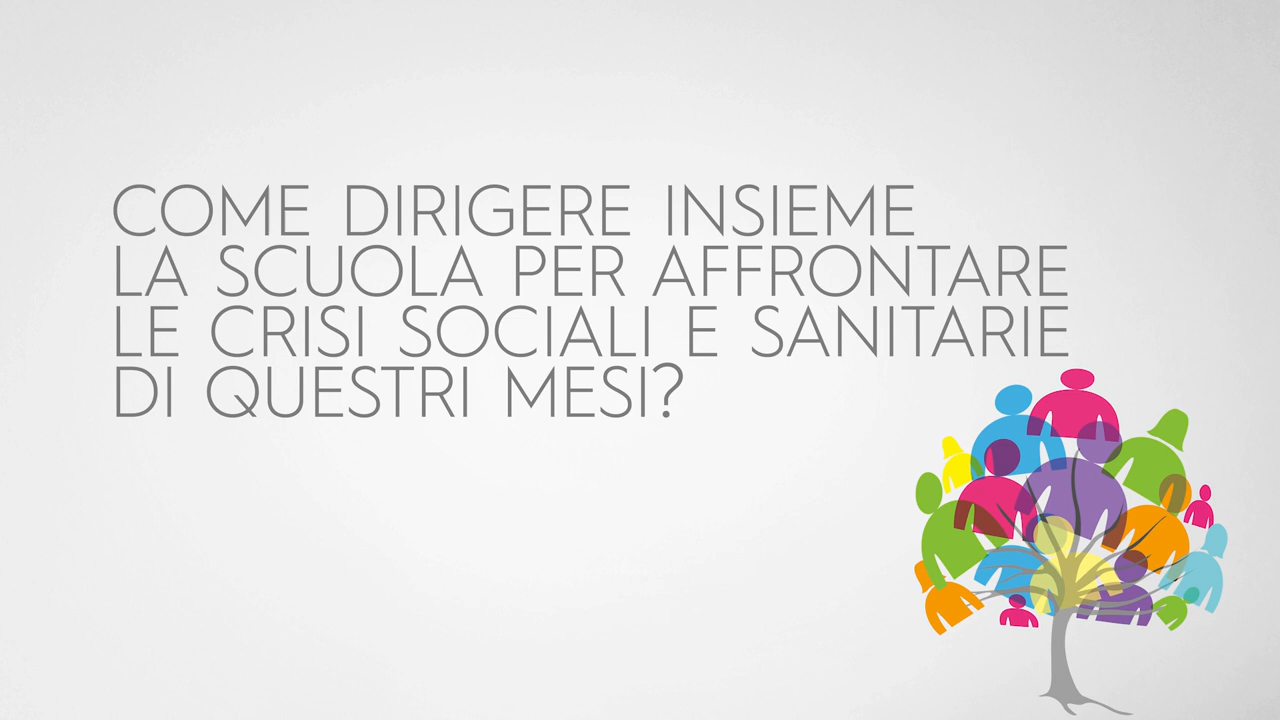 COME DIRIGERE INSIEME
LA SCUOLA PER AFFRONTARE
LE CRISI SOCIALI E SANITARIE
DI QUESTRI MESI?